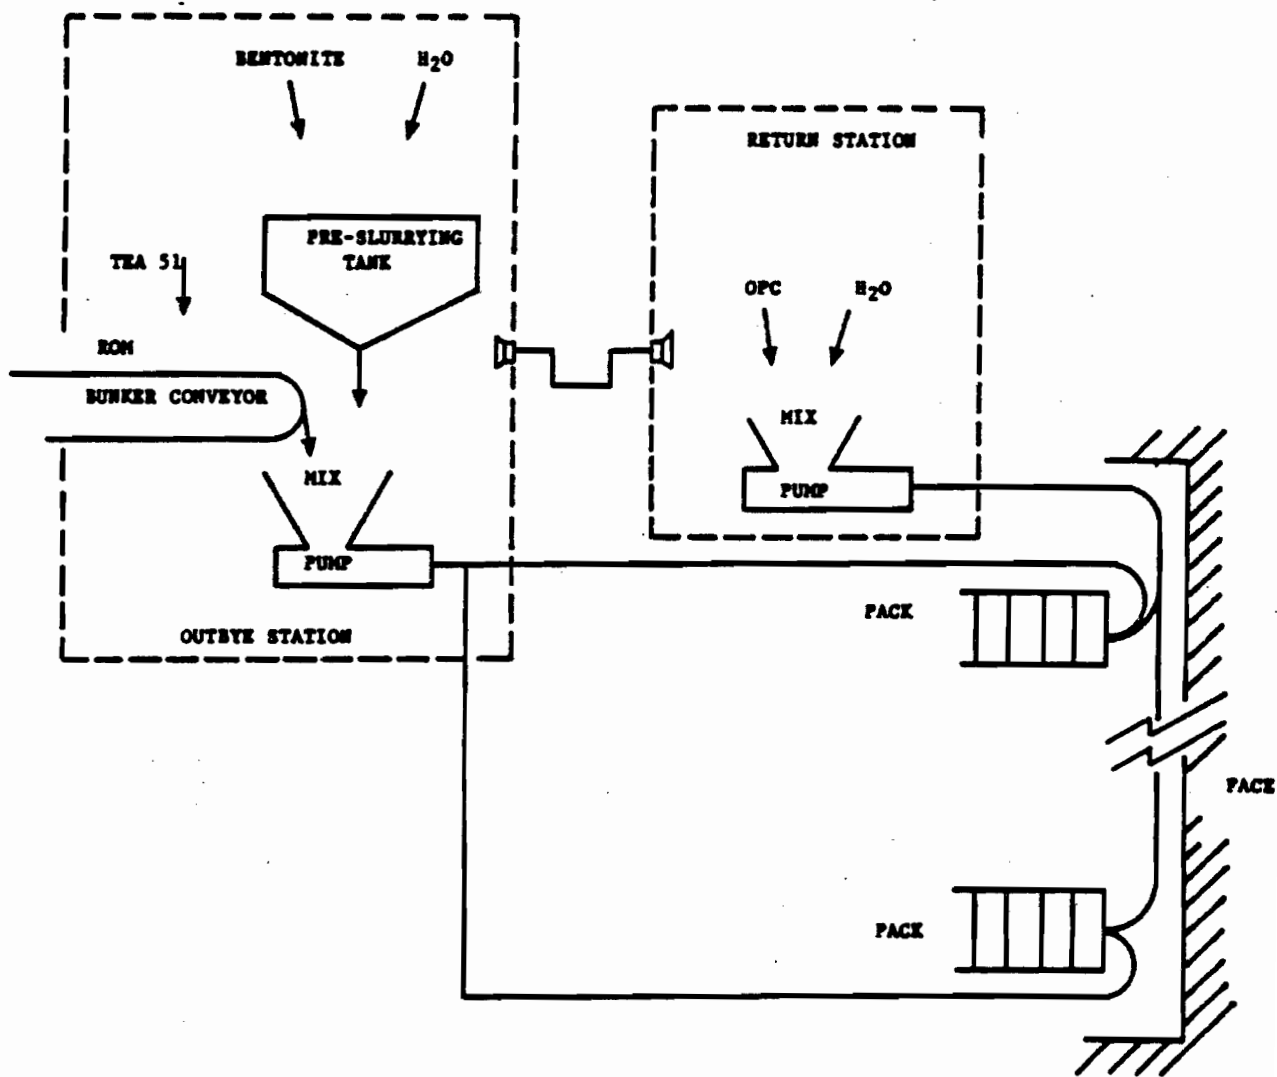 BENTONITE
H2O
RETURN STATION
PRE-SLURRYING
TANK
TEA 51
OPC
H2O
ROM
BUNKER CONVEYOR
MIX
MIX
PUMP
PUMP
PACK
OUTBYE STATION
FACE
PACK